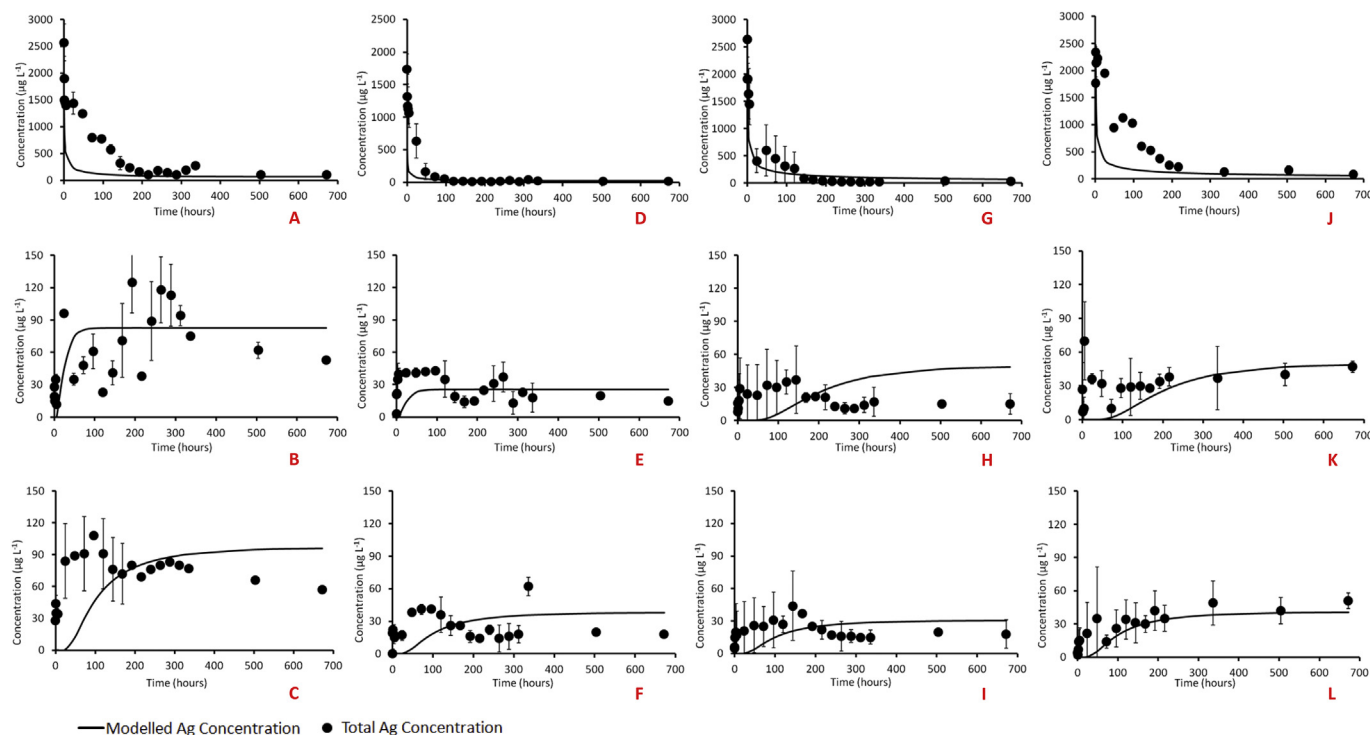 Concentration (µg L⁻¹)
3000
2500
2000
1500
1000
500
0
0 100 200 300 400 500 600 700
Time (hours)
A
Concentration (µg L⁻¹)
2500
2000
1500
1000
500
0
0 100 200 300 400 500 600 700
Time (hours)
D
Concentration (µg L⁻¹)
3000
2500
2000
1500
1000
500
0
0 100 200 300 400 500 600 700
Time (hours)
G
Concentration (µg L⁻¹)
3000
2500
2000
1500
1000
500
0
0 100 200 300 400 500 600 700
Time (hours)
J
Concentration (µg L⁻¹)
150
120
90
60
30
0
0 100 200 300 400 500 600 700
Time (hours)
B
Concentration (µg L⁻¹)
150
120
90
60
30
0
0 100 200 300 400 500 600 700
Time (hours)
E
Concentration (µg L⁻¹)
150
120
90
60
30
0
0 100 200 300 400 500 600 700
Time (hours)
H
Concentration (µg L⁻¹)
150
120
90
60
30
0
0 100 200 300 400 500 600 700
Time (hours)
K
Concentration (µg L⁻¹)
150
120
90
60
30
0
0 100 200 300 400 500 600 700
Time (hours)
C
Concentration (µg L⁻¹)
150
120
90
60
30
0
0 100 200 300 400 500 600 700
Time (hours)
F
Concentration (µg L⁻¹)
150
120
90
60
30
0
0 100 200 300 400 500 600 700
Time (hours)
I
Concentration (µg L⁻¹)
150
120
90
60
30
0
0 100 200 300 400 500 600 700
Time (hours)
L
Modelled Ag Concentration Total Ag Concentration